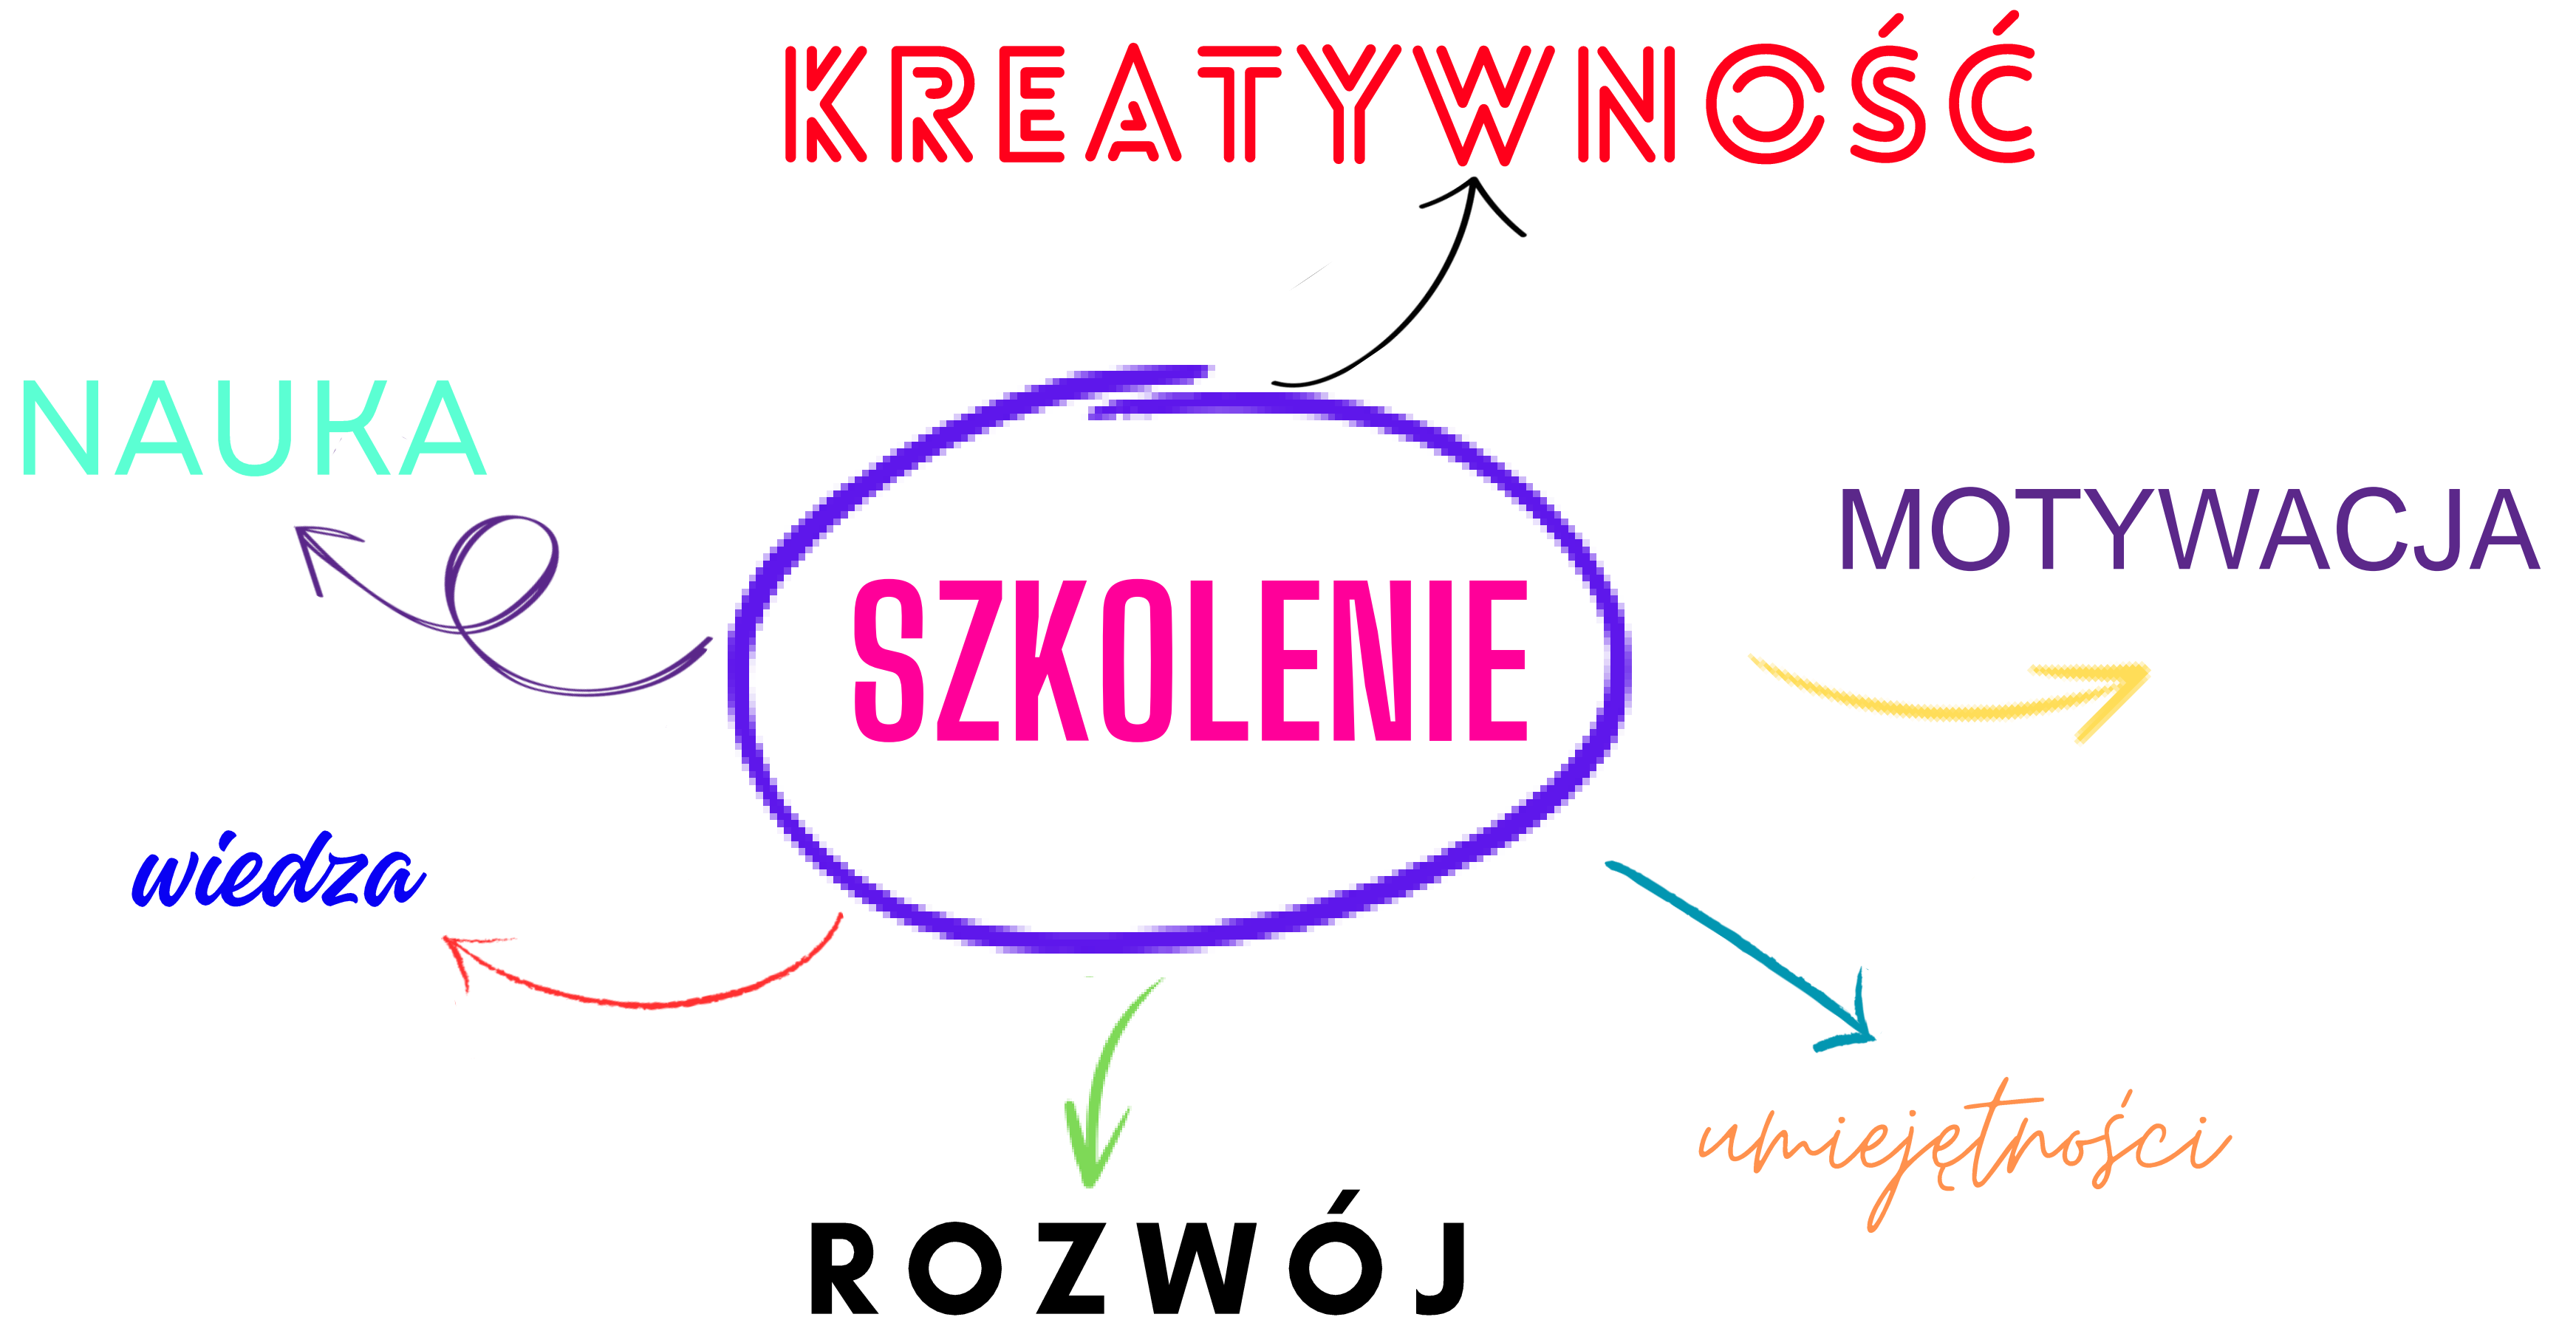 KREATYWNOŚĆ
NAUKA
MOTYWACJA
SZKOLENIE
wiedza
umiejętności
ROZWÓJ